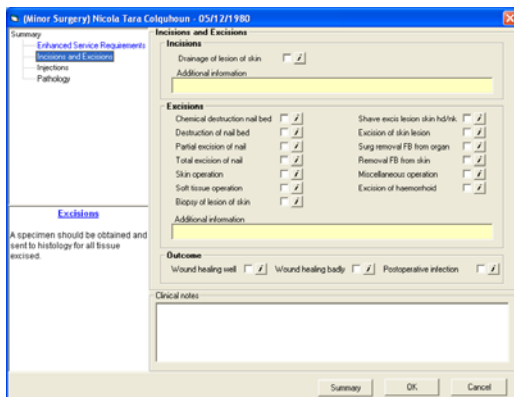 (Minor Surgery) Nicola Tara Colquhoun - 05/12/1980
Summary
Enhanced Service Requirements
Incisions and Excisions
Injections
Pathology
Excisions
A specimen should be obtained and
sent to histology for all tissue
excised.
Incisions and Excisions
Incisions
Drainage of lesion of skin
Additional information
Excisions
Chemical destruction nail bed
Shave excis lesion skin hd/nk
Destruction of nail bed
Excision of skin lesion
Partial excision of nail
Surg removal FB from organ
Total excision of nail
Removal FB from skin
Skin operation
Miscellaneous operation
Soft tissue operation
Excision of haemorrhoid
Biopsy of lesion of skin
Additional information
Outcome
Wound healing well
Wound healing badly
Postoperative infection
Clinical notes
Summary
OK
Cancel